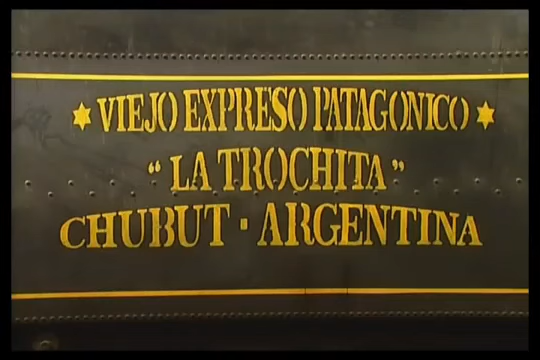 VIEJO EXPRESO PATAGONICO
"LA TROCHITA"
CHUBUT · ARGENTINA